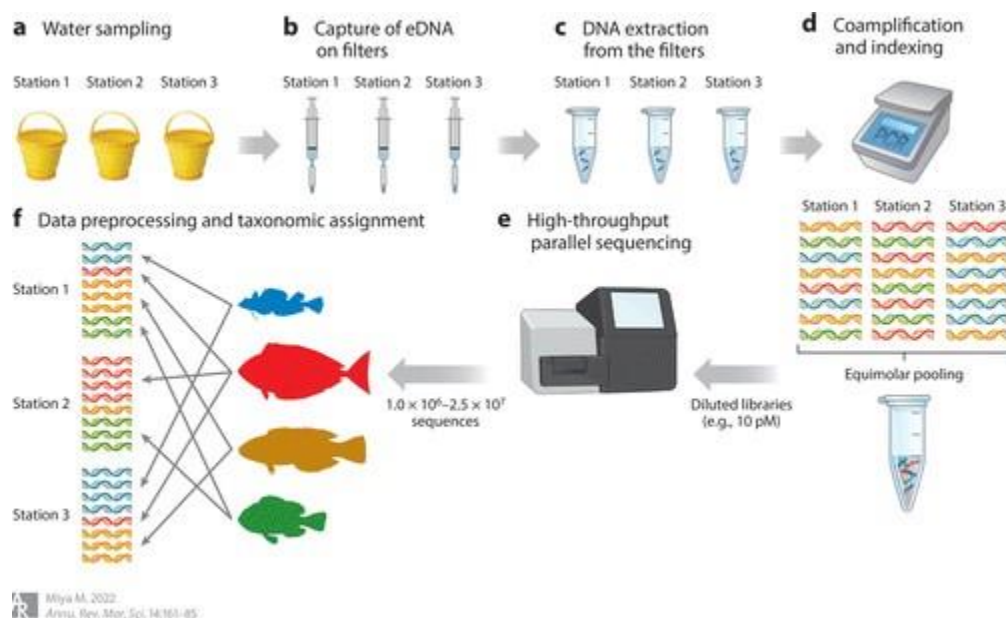 a Water sampling
Station 1 Station 2 Station 3
b Capture of eDNA
on filters
Station 1 Station 2 Station 3
c DNA extraction
from the filters
Station 1 Station 2 Station 3
d Coamplification
and indexing
PCR
Station 1 Station 2 Station 3
Equimolar pooling
Diluted libraries
(e.g., 10 pM)
e High-throughput
parallel sequencing
1.0 × 10⁶–2.5 × 10⁷
sequences
f Data preprocessing and taxonomic assignment
Station 1
Station 2
Station 3
AR
Miya M. 2022
Annu. Rev. Mar. Sci. 14:161–85